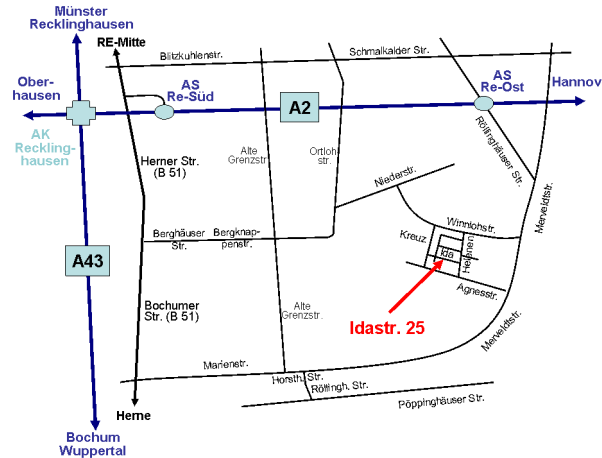 Münster
Recklinghausen
RE-Mitte
Blitzkuhlenstr.
Schmalkalder Str.
Ober-
hausen
AS
Re-Süd
A2
AS
Re-Ost
Hannov
AK
Reckling-
hausen
Herner Str.
(B 51)
Alte
Grenzstr.
Ortloh
str.
Röllinghäuser Str.
Niederstr.
Merveldtstr.
Berghäuser
Str.
Bergknap-
penstr.
Winnlohstr.
Kreuz
Ida
Helenen
A43
Agnesstr.
Bochumer
Str. (B 51)
Alte
Grenzstr.
Idastr. 25
Merveldtstr.
Marienstr.
Horsth. Str.
Röllingh. Str.
Pöppinghäuser Str.
Herne
Bochum
Wuppertal